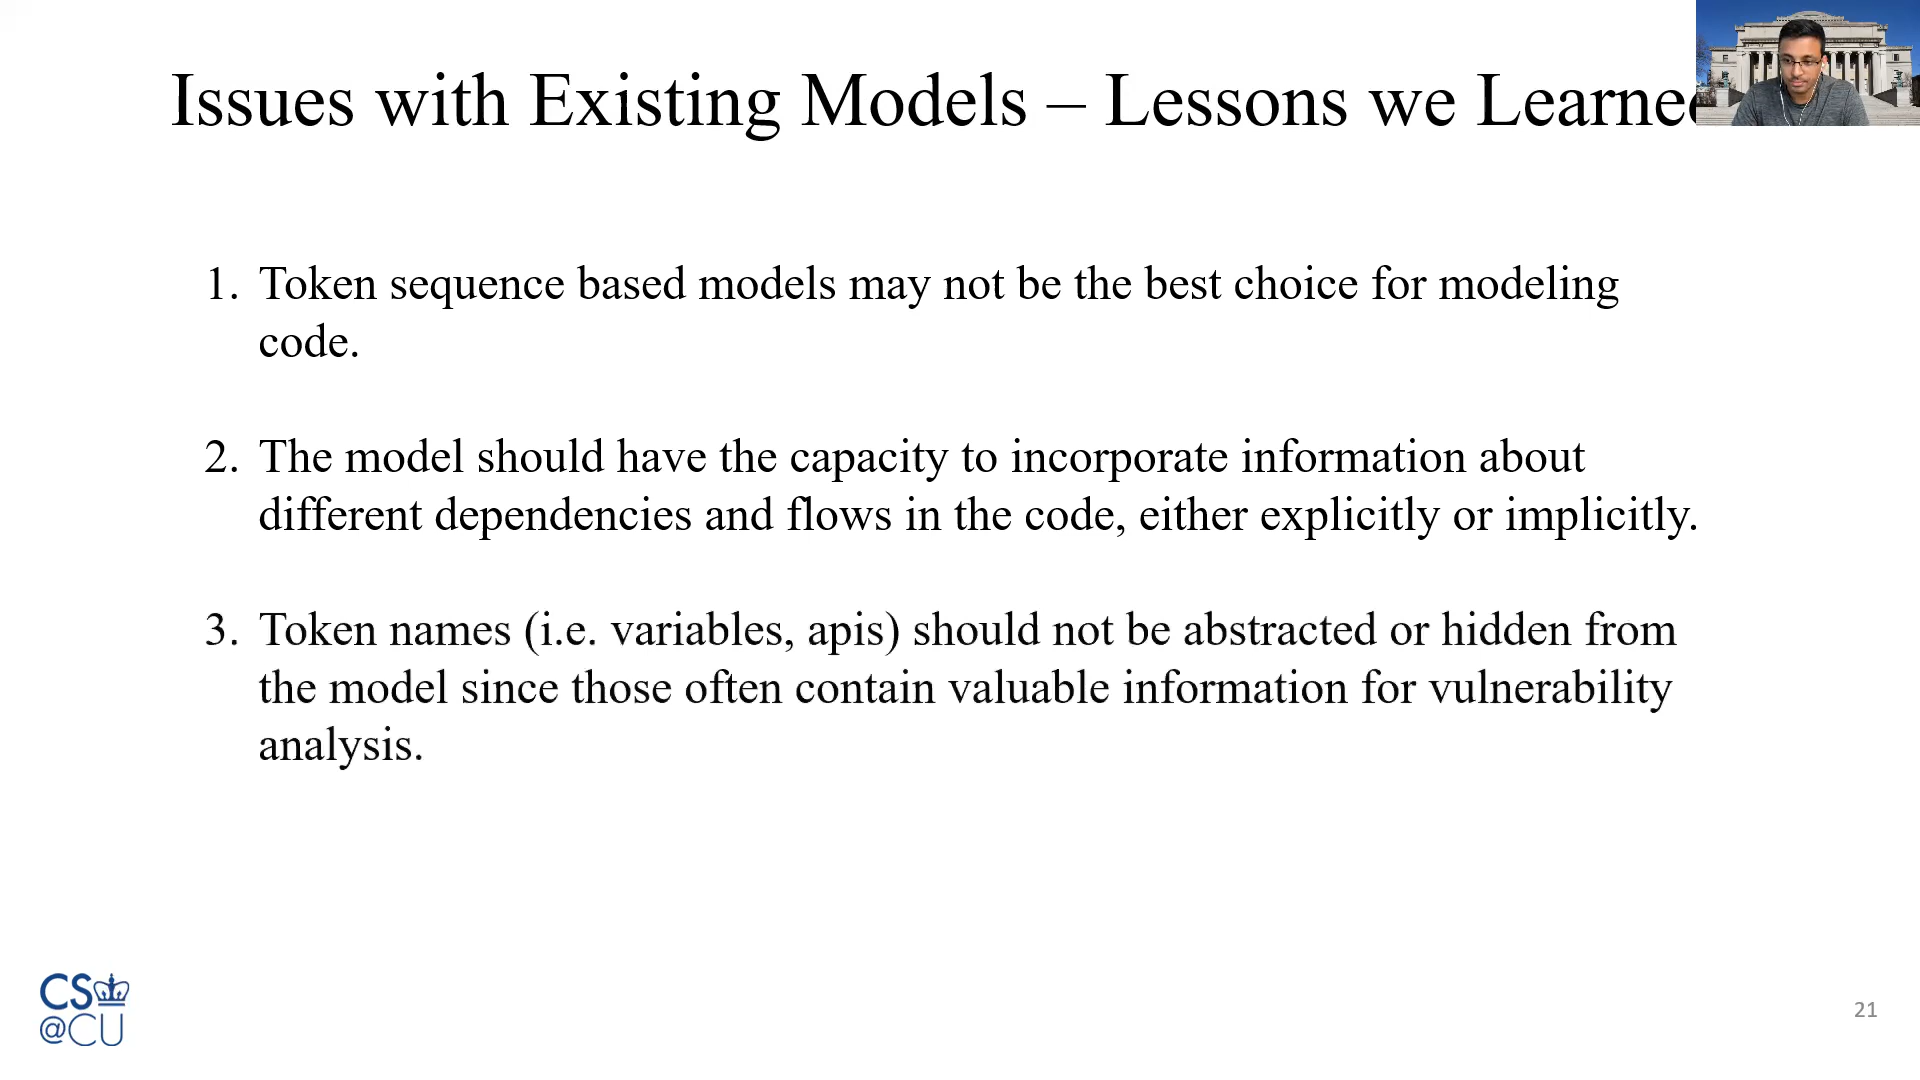 Issues with Existing Models – Lessons we Learned
1. Token sequence based models may not be the best choice for modeling
code.
2. The model should have the capacity to incorporate information about
different dependencies and flows in the code, either explicitly or implicitly.
3. Token names (i.e. variables, apis) should not be abstracted or hidden from
the model since those often contain valuable information for vulnerability
analysis.
CS
@CU
21